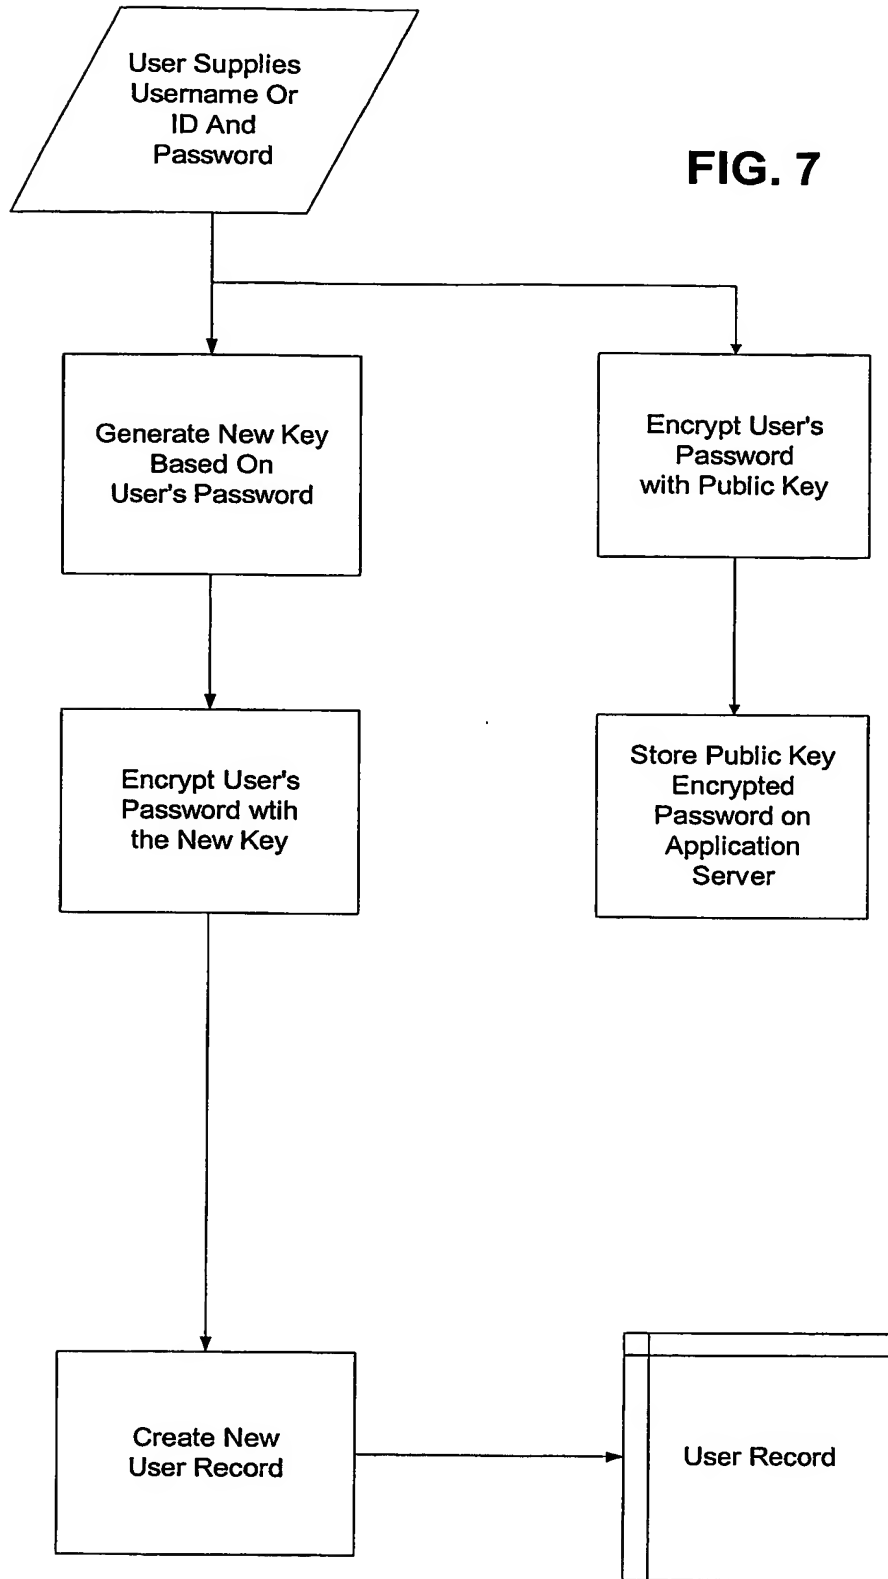 User Supplies
Username Or
ID And
Password
FIG. 7
Generate New Key
Based On
User's Password
Encrypt User's
Password
with Public Key
Encrypt User's
Password wtih
the New Key
Store Public Key
Encrypted
Password on
Application
Server
Create New
User Record
User Record